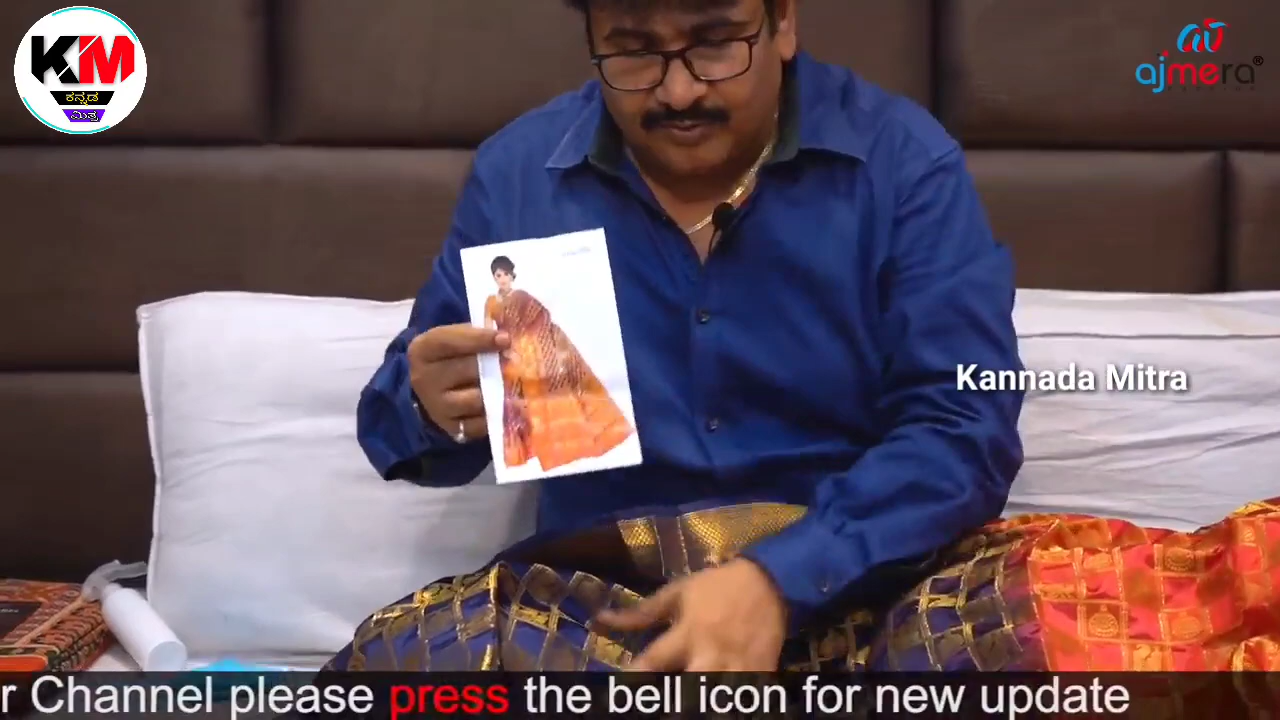 KM
ಕನ್ನಡ
ಮಿತ್ರ
ajmera®
Kannada Mitra
r Channel please press the bell icon for new update